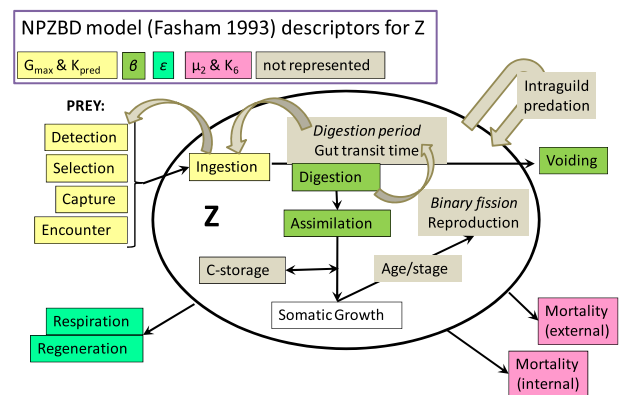 NPZBD model (Fasham 1993) descriptors for Z
Gmax & Kpred
β
ε
μ2 & K6
not represented
PREY:
Detection
Selection
Capture
Encounter
Ingestion
Digestion period
Gut transit time
Digestion
Assimilation
Z
C-storage
Age/stage
Somatic Growth
Binary fission
Reproduction
Intraguild
predation
Voiding
Respiration
Regeneration
Mortality
(external)
Mortality
(internal)